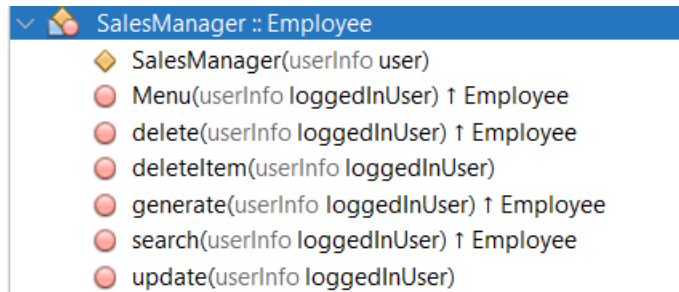 SalesManager :: Employee
SalesManager(userInfo user)
Menu(userInfo loggedInUser) ↑ Employee
delete(userInfo loggedInUser) ↑ Employee
deleteItem(userInfo loggedInUser)
generate(userInfo loggedInUser) ↑ Employee
search(userInfo loggedInUser) ↑ Employee
update(userInfo loggedInUser)